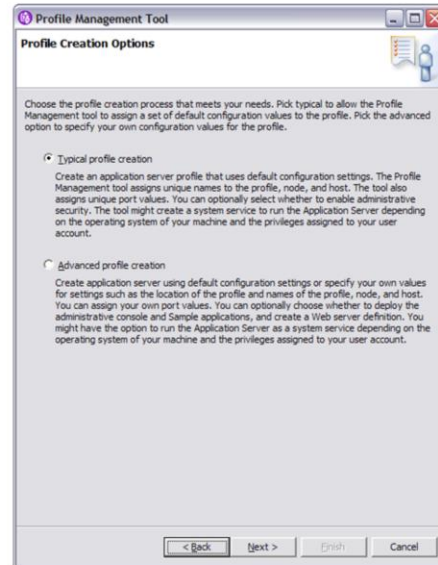 Profile Management Tool
Profile Creation Options
Choose the profile creation process that meets your needs. Pick typical to allow the Profile
Management tool to assign a set of default configuration values to the profile. Pick the advanced
option to specify your own configuration values for the profile.
Typical profile creation
Create an application server profile that uses default configuration settings. The Profile
Management tool assigns unique names to the profile, node, and host. The tool also
assigns unique port values. You can optionally select whether to enable administrative
security. The tool might create a system service to run the Application Server depending
on the operating system of your machine and the privileges assigned to your user
account.
Advanced profile creation
Create application server using default configuration settings or specify your own values
for settings such as the location of the profile and names of the profile, node, and host.
You can assign your own port values. You can optionally choose whether to deploy the
administrative console and Sample applications, and create a Web server definition. You
might have the option to run the Application Server as a system service depending on the
operating system of your machine and the privileges assigned to your user account.
< Back Next > Finish Cancel